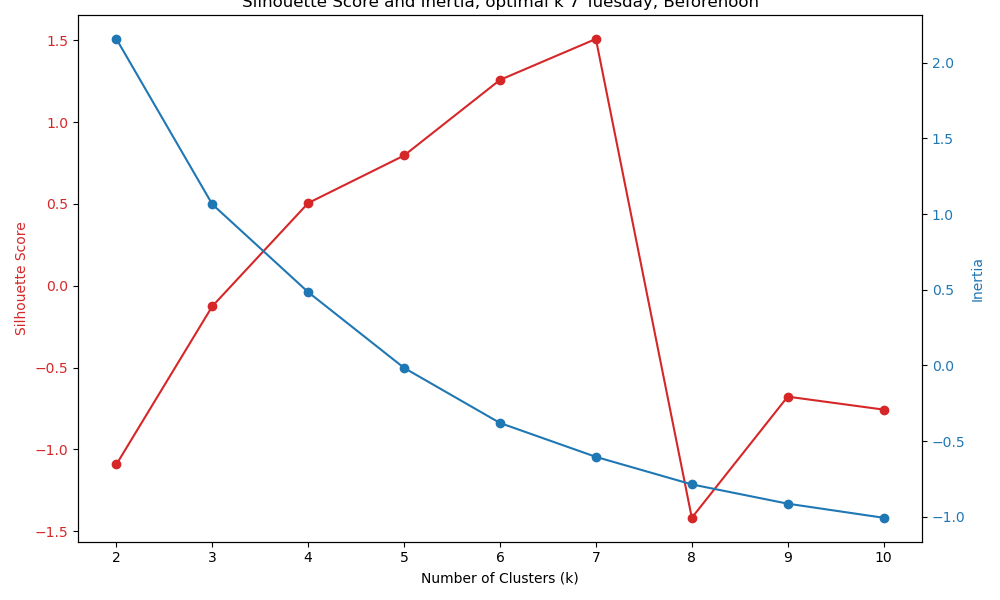 Silhouette Score and Inertia, optimal k 7 Tuesday, Beforenoon
1.5
1.0
0.5
0.0
−0.5
−1.0
−1.5
Silhouette Score
2.0
1.5
1.0
0.5
0.0
−0.5
−1.0
Inertia
2 3 4 5 6 7 8 9 10
Number of Clusters (k)